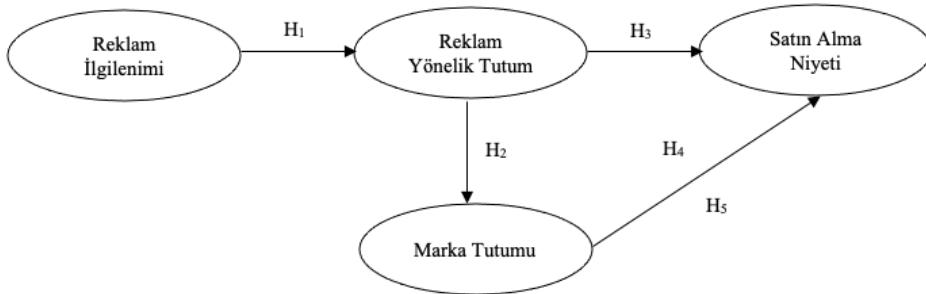 Reklam
İlgilenimi
H₁
Reklam
Yönelik Tutum
H₃
Satın Alma
Niyeti
H₂
H₄
H₅
Marka Tutumu